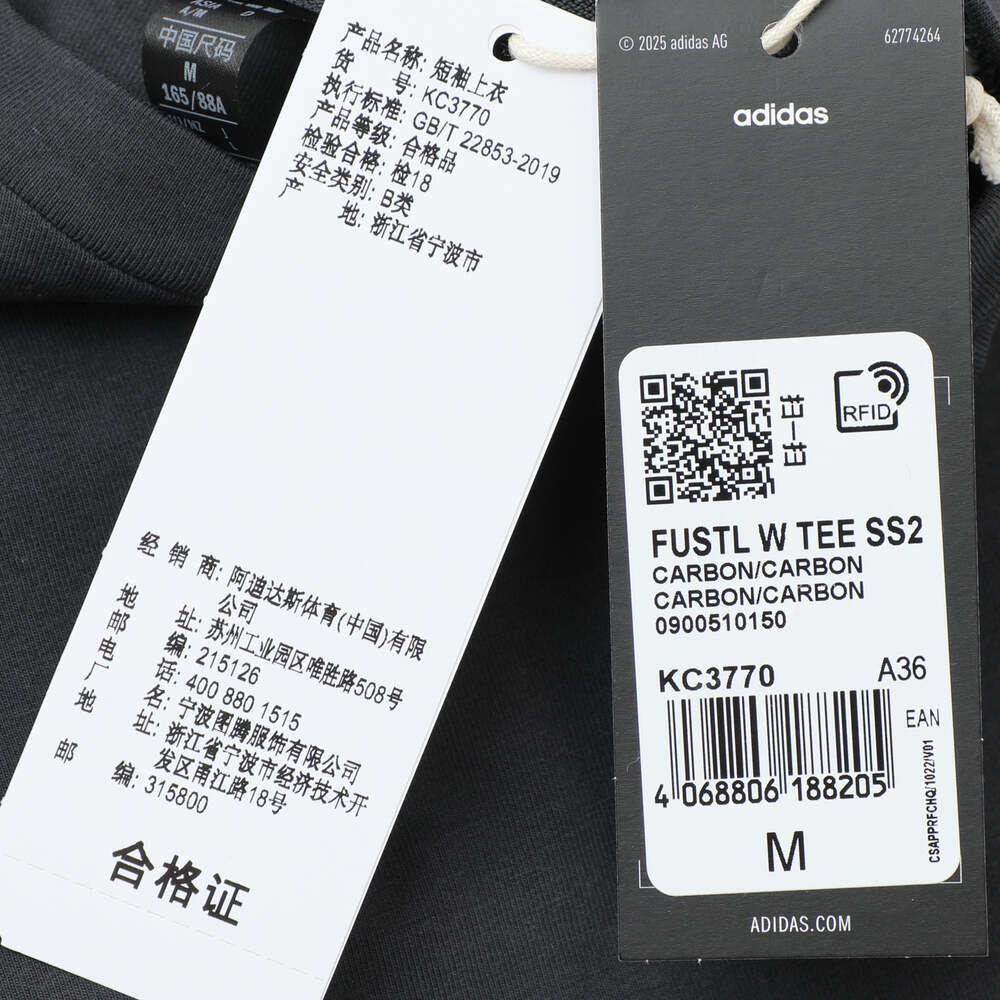 中国尺码
M
165/88A
产品名称: 短袖上衣
货 号: KC3770
执行标准: GB/T 22853-2019
产品等级: 合格品
检验合格: 检18
安全类别: B类
产 地: 浙江省宁波市
经 销 商: 阿迪达斯体育(中国)有限
公司
地 址: 苏州工业园区唯胜路508号
邮 编: 215126
电 话: 400 880 1515
厂 名: 宁波图腾服饰有限公司
地 址: 浙江省宁波市经济技术开
发区甬江路18号
邮 编: 315800
合格证
© 2025 adidas AG
62774264
adidas
扫一扫
RFID
FUSTL W TEE SS2
CARBON/CARBON
CARBON/CARBON
0900510150
KC3770 A36
EAN
4 068806 188205
CSAPPRFCHQ/1022/V01
M
ADIDAS.COM